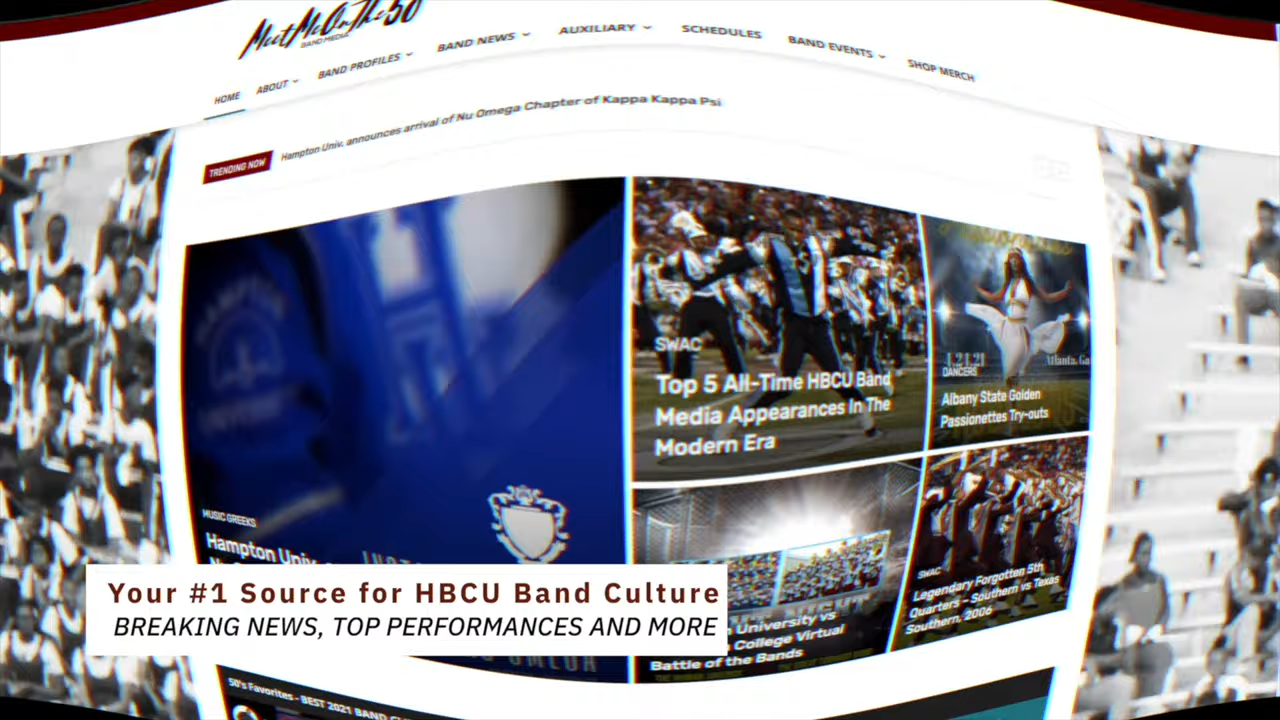 MeetMeOnThe50
BAND MEDIA
HOME
ABOUT
BAND PROFILES
BAND NEWS
AUXILIARY
SCHEDULES
BAND EVENTS
SHOP MERCH
TRENDING NOW
Hampton Univ. announces arrival of Nu Omega Chapter of Kappa Kappa Psi
HAMPTON
MUSIC GREEKS
Hampton Univ.
SWAC
Top 5 All-Time HBCU Band
Media Appearances In The
Modern Era
Atlanta, Ga
DANCERS
Albany State Golden
Passionettes Try-outs
University vs
College Virtual
Battle of the Bands
SWAC
Legendary Forgotten 5th
Quarters – Southern vs Texas
Southern, 2006
Your #1 Source for HBCU Band Culture
BREAKING NEWS, TOP PERFORMANCES AND MORE
50's Favorites - BEST 2021 BAND